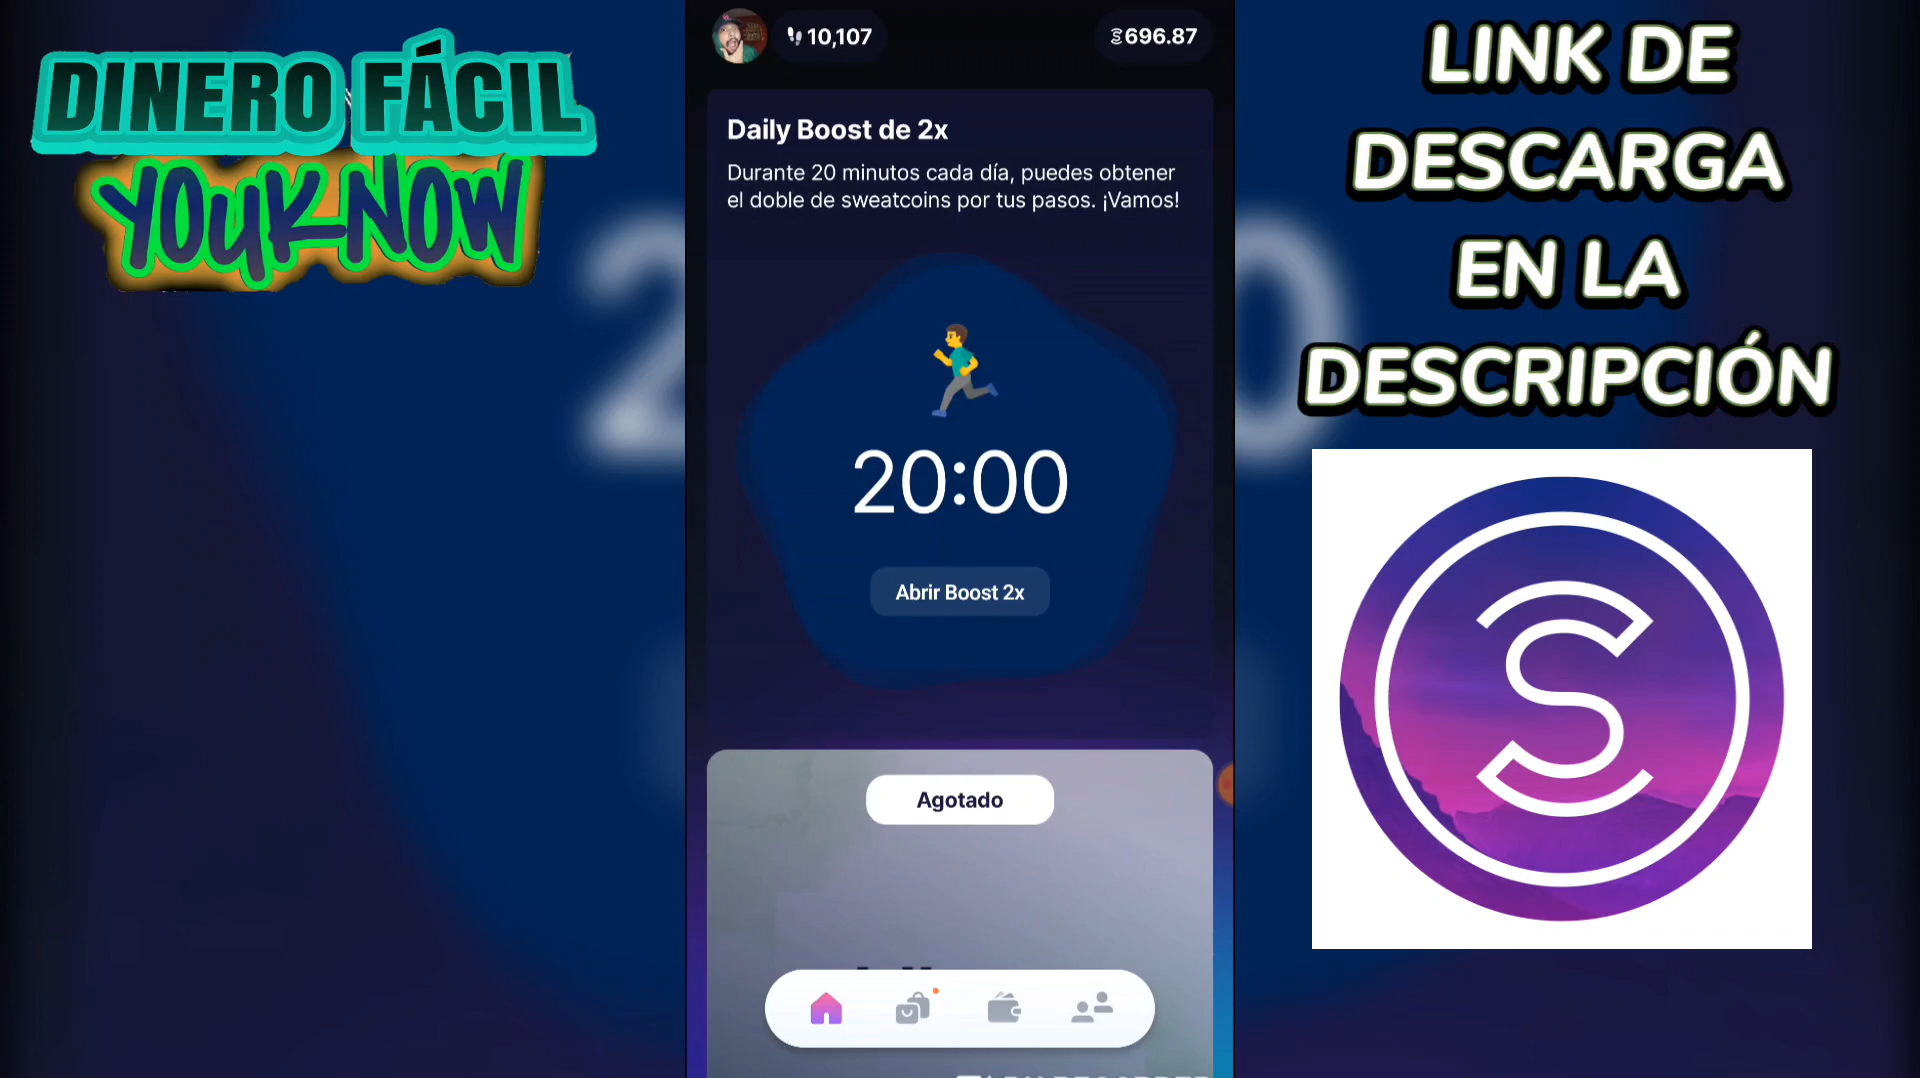 DINERO FÁCIL
YOUKNOW
10,107
696.87
Daily Boost de 2x
Durante 20 minutos cada día, puedes obtener
el doble de sweatcoins por tus pasos. ¡Vamos!
20:00
Abrir Boost 2x
Agotado
LINK DE
DESCARGA
EN LA
DESCRIPCIÓN